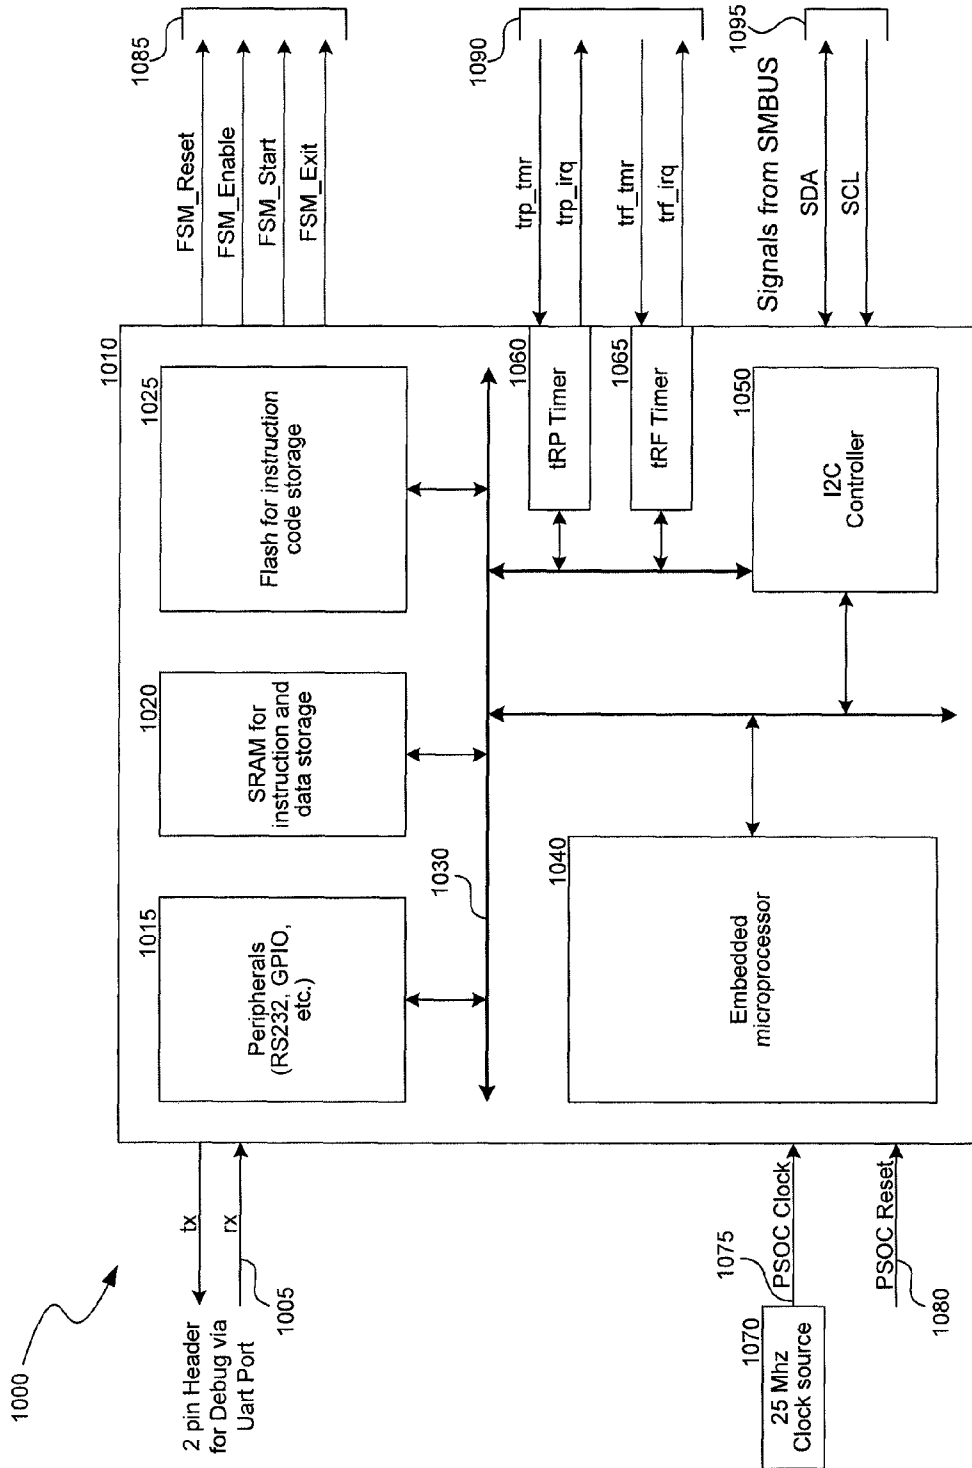 1000
2 pin Header
for Debug via
Uart Port
tx
rx
1005
1010
1015
Peripherals
(RS232, GPIO,
etc.)
1020
SRAM for
instruction and
data storage
1025
Flash for instruction
code storage
1030
FSM_Reset
FSM_Enable
FSM_Start
FSM_Exit
1085
1040
Embedded
microprocessor
1060
tRP Timer
1065
tRF Timer
trp_tmr
trp_irq
trf_tmr
trf_irq
1090
1050
I2C
Controller
Signals from SMBUS
SDA
SCL
1095
1070
25 Mhz
Clock source
1075
PSOC Clock
PSOC Reset
1080